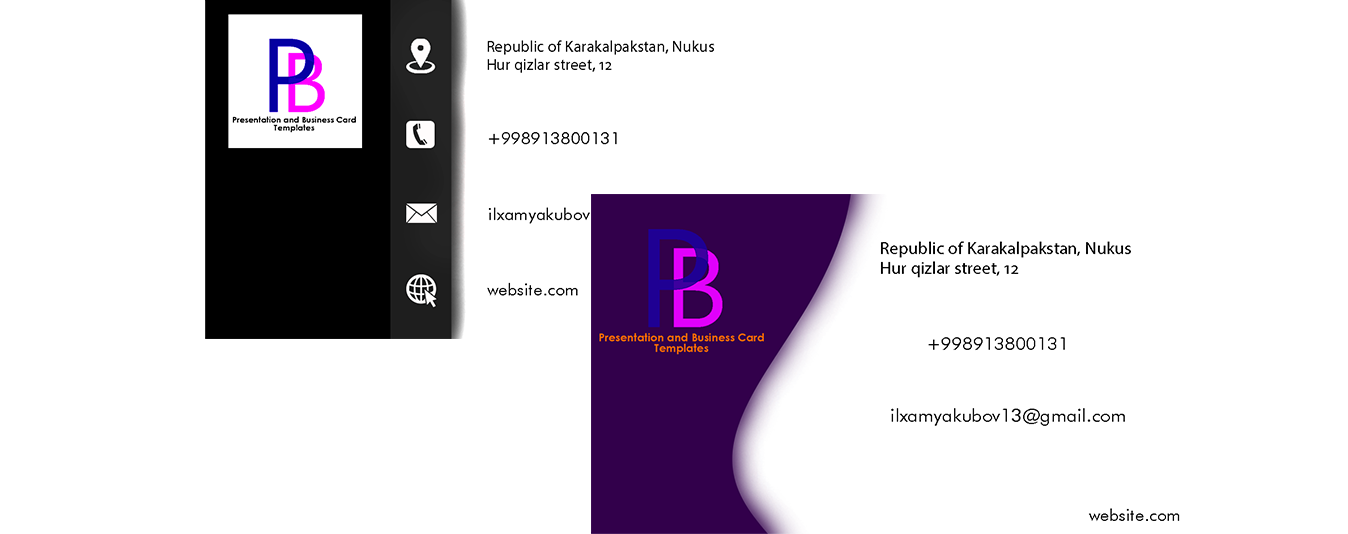 PB
Presentation and Business Card
Templates
Republic of Karakalpakstan, Nukus
Hur qizlar street, 12
+998913800131
ilxamyakubov
website.com
PB
Presentation and Business Card
Templates
Republic of Karakalpakstan, Nukus
Hur qizlar street, 12
+998913800131
ilxamyakubov13@gmail.com
website.com